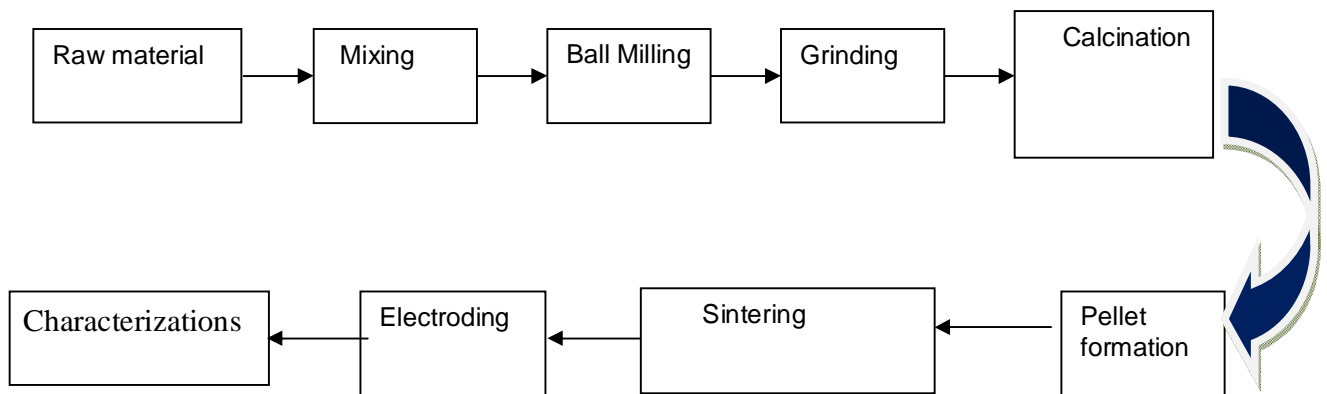 Raw material
Mixing
Ball Milling
Grinding
Calcination
Pellet
formation
Sintering
Electroding
Characterizations